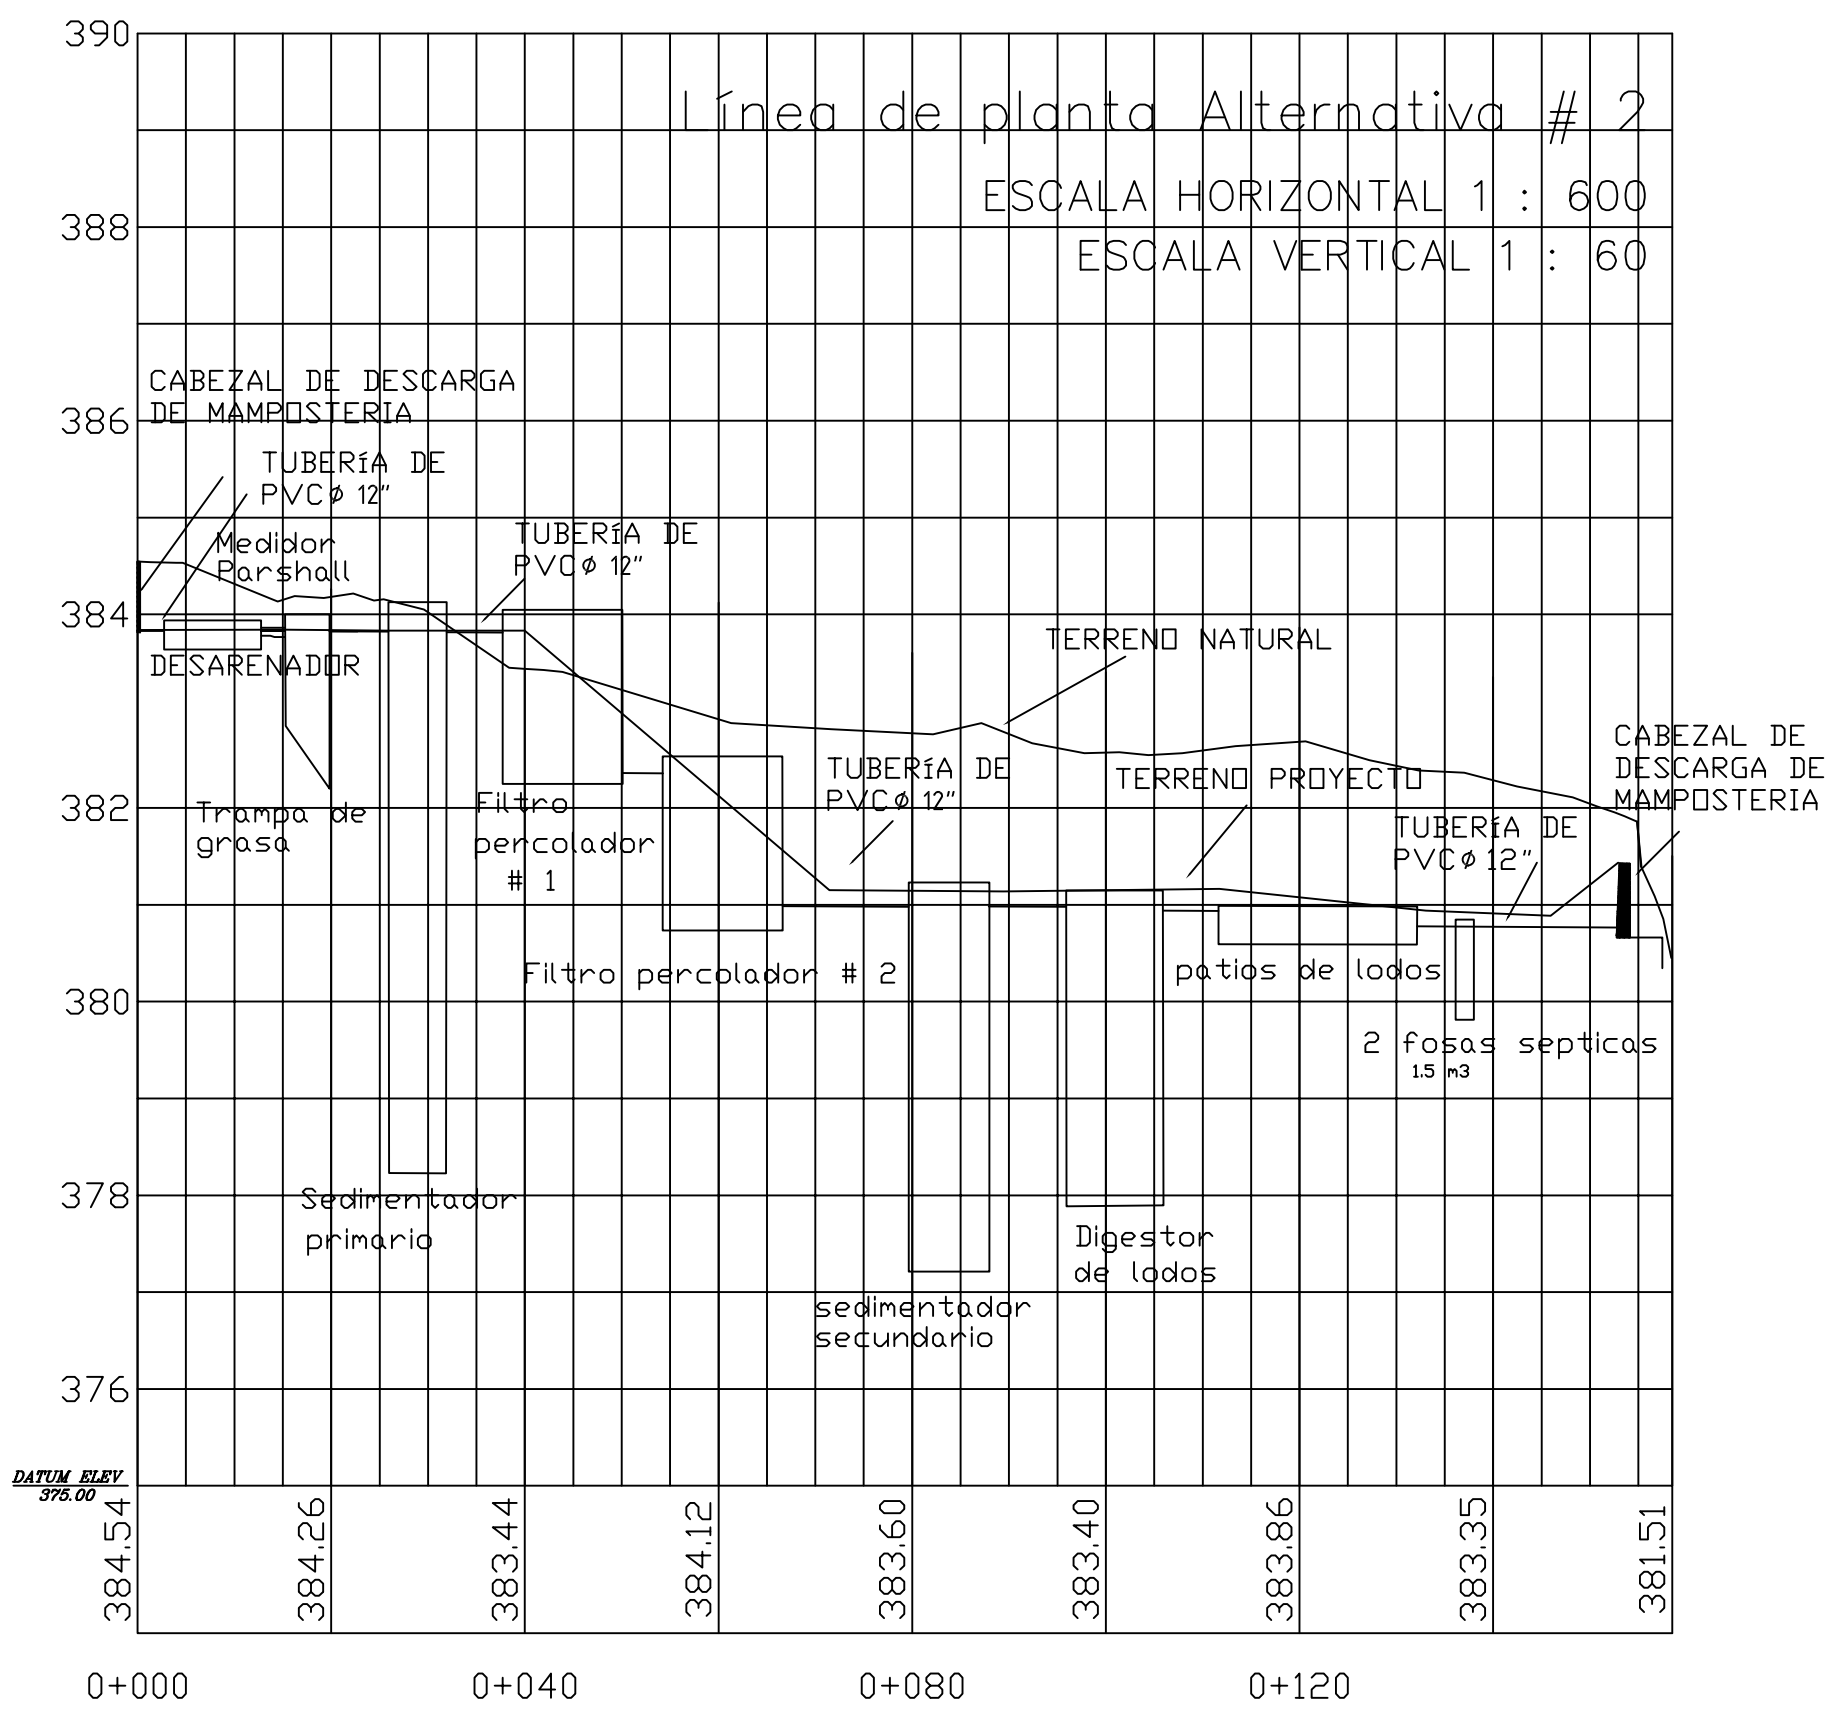 390
Línea de planta Alternativa # 2
ESCALA HORIZONTAL 1 : 600
388
ESCALA VERTICAL 1 : 60
CABEZAL DE DESCARGA
DE MAMPOSTERIA
386
TUBERíA DE
PVCø 12"
Medidor
Parshall
TUBERíA DE
PVCø 12"
384
DESARENADOR
TERRENO NATURAL
CABEZAL DE
DESCARGA DE
MAMPOSTERIA
TUBERíA DE
PVCø 12"
TERRENO PROYECTO
382
Trampa de
grasa
Filtro
percolador
# 1
TUBERíA DE
PVCø 12"
Filtro percolador # 2
patios de lodos
380
2 fosas septicas
1.5 m3
378
Sedimentador
primario
Digestor
de lodos
sedimentador
secundario
376
DATUM ELEV
375.00
384.54
384.26
383.44
384.12
383.60
383.40
383.86
383.35
381.51
0+000
0+040
0+080
0+120